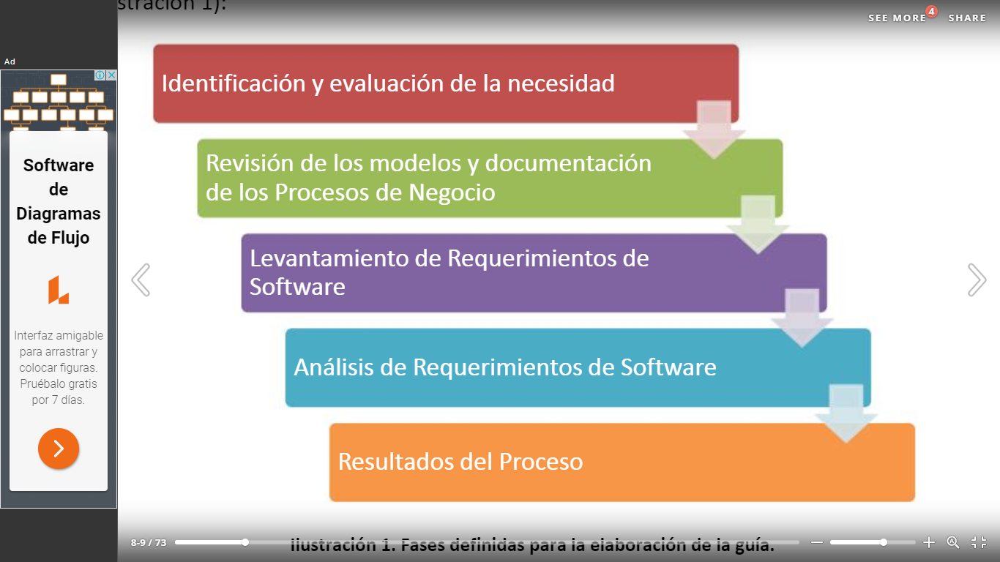 stración 1):
SEE MORE
4
SHARE
Ad
Software
de
Diagramas
de Flujo
Interfaz amigable
para arrastrar y
colocar figuras.
Pruébalo gratis
por 7 días.
Identificación y evaluación de la necesidad
Revisión de los modelos y documentación
de los Procesos de Negocio
Levantamiento de Requerimientos de
Software
Análisis de Requerimientos de Software
Resultados del Proceso
8-9 / 73
Ilustración 1. Fases definidas para la elaboración de la guía.